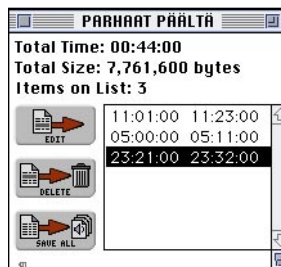 PARHAAT PÄÄLTÄ
Total Time: 00:44:00
Total Size: 7,761,600 bytes
Items on List: 3
EDIT
11:01:00 11:23:00
05:00:00 05:11:00
23:21:00 23:32:00
DELETE
SAVE ALL